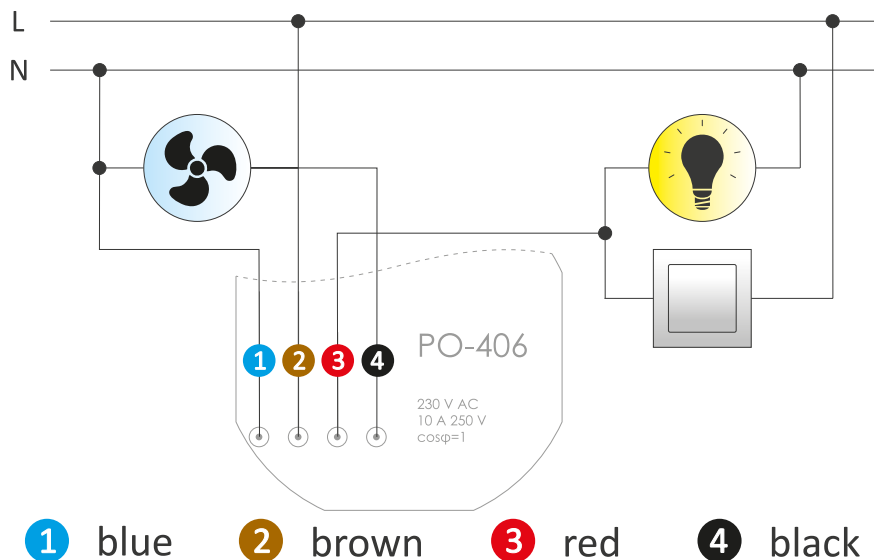 L
N
1 2 3 4
PO-406
230 V AC
10 A 250 V
cosφ=1
1 blue 2 brown 3 red 4 black